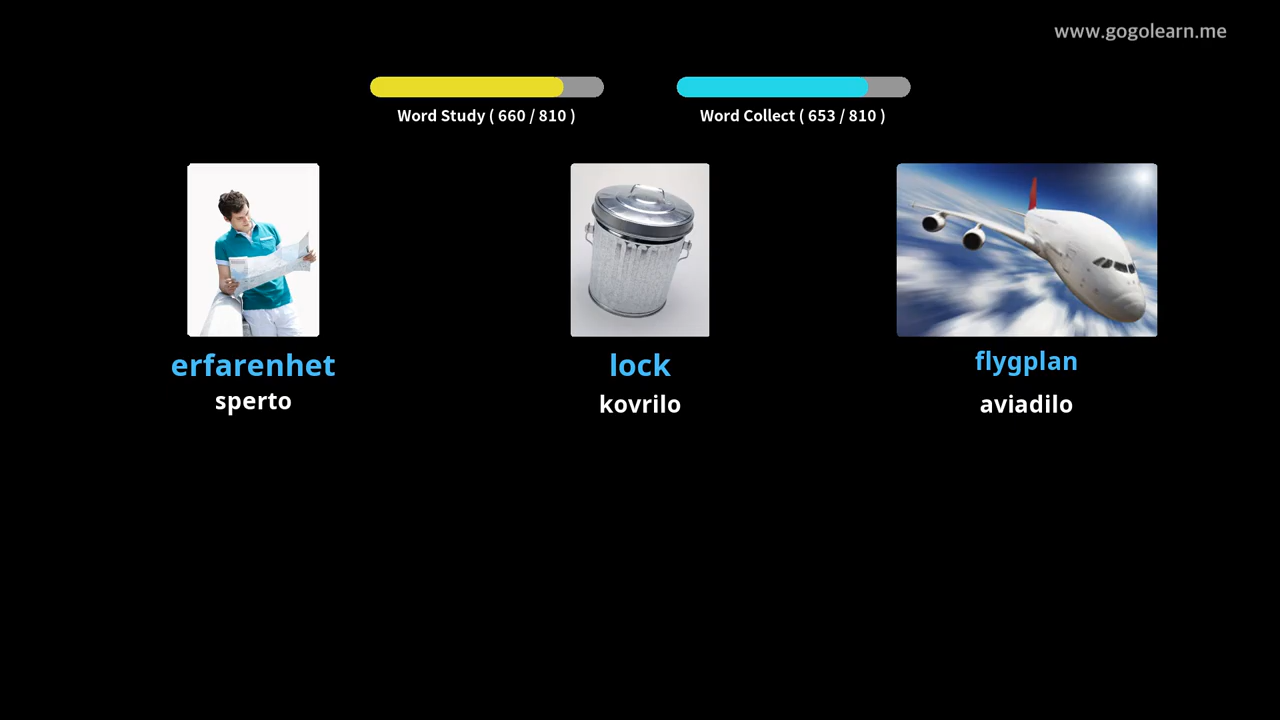 www.gogolearn.me
Word Study ( 660 / 810 )
Word Collect ( 653 / 810 )
erfarenhet
sperto
lock
kovrilo
flygplan
aviadilo